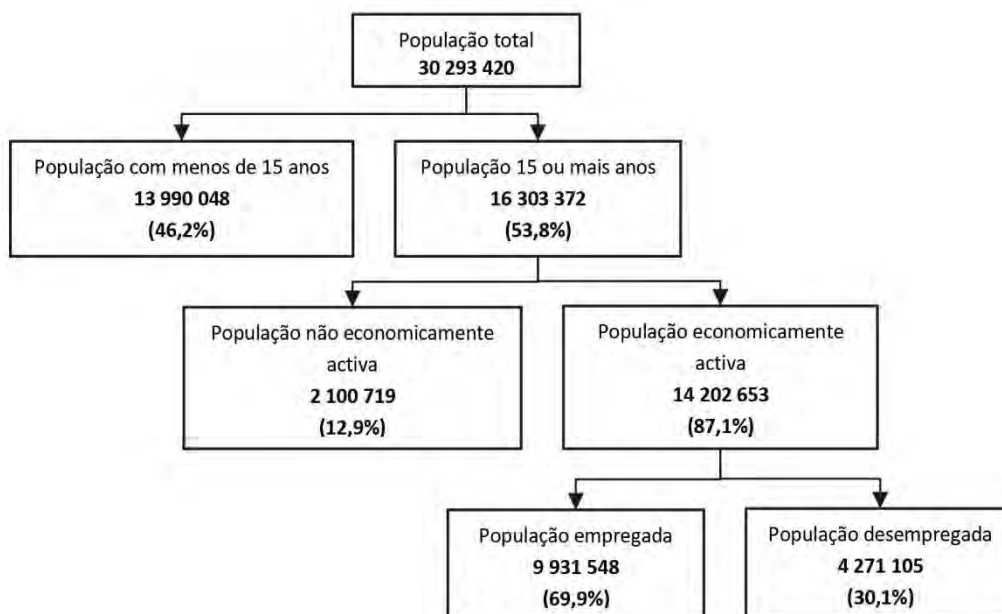 População total
30 293 420
População com menos de 15 anos
13 990 048
(46,2%)
População 15 ou mais anos
16 303 372
(53,8%)
População não economicamente
activa
2 100 719
(12,9%)
População economicamente
activa
14 202 653
(87,1%)
População empregada
9 931 548
(69,9%)
População desempregada
4 271 105
(30,1%)